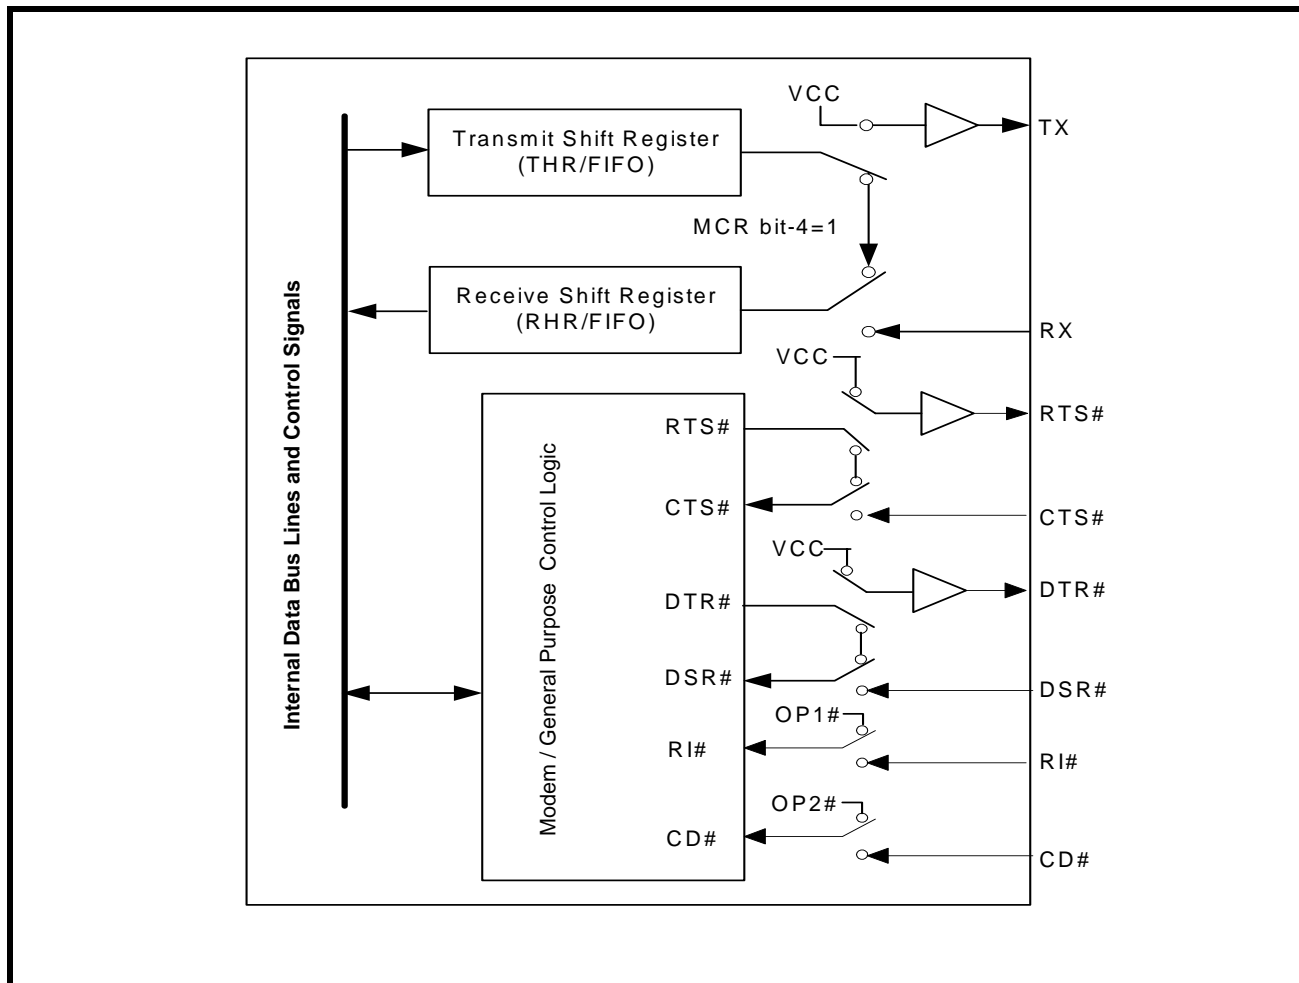 VCC
TX
Transmit Shift Register
(THR/FIFO)
MCR bit-4=1
Receive Shift Register
(RHR/FIFO)
RX
VCC
RTS#
RTS#
CTS#
CTS#
VCC
DTR#
DTR#
DSR#
DSR#
OP1#
RI#
RI#
OP2#
CD#
CD#
Internal Data Bus Lines and Control Signals
Modem / General Purpose Control Logic